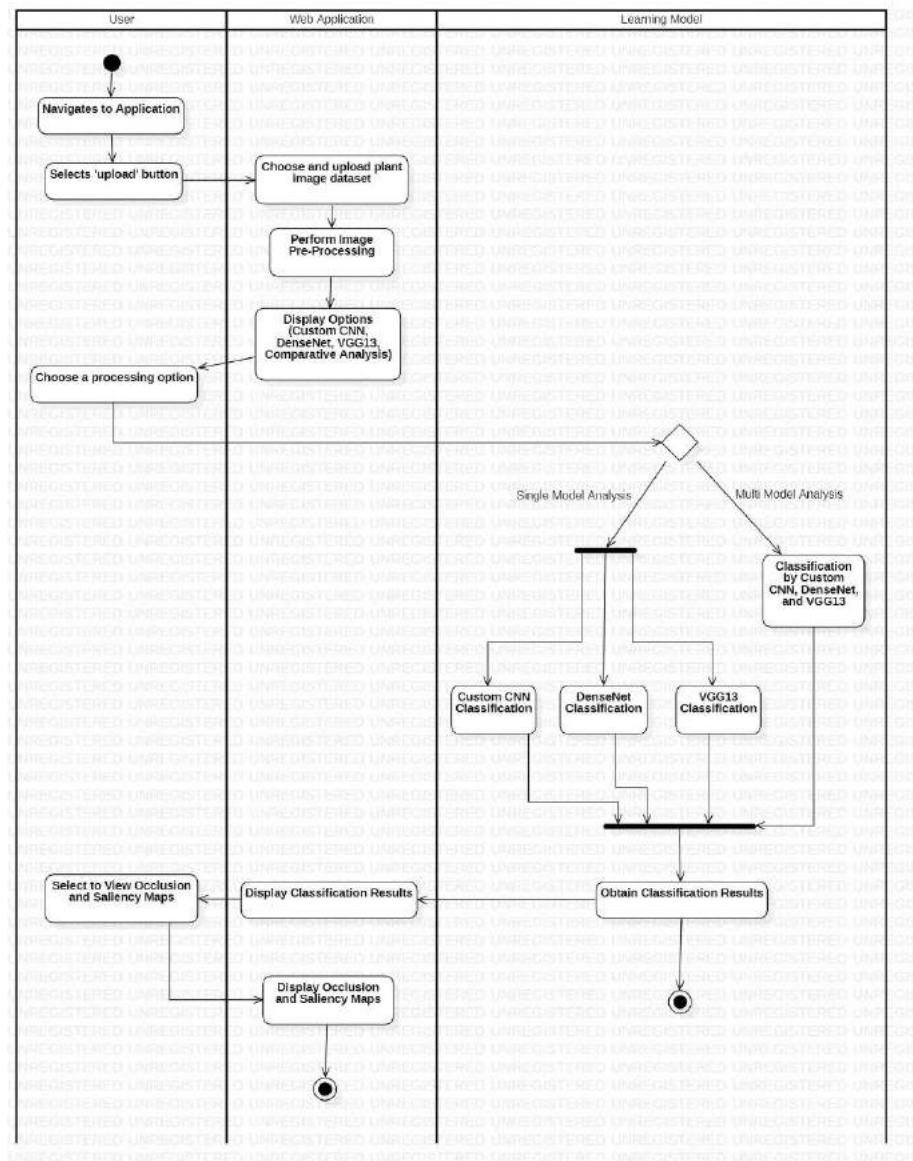 User
Web Application
Learning Model
Navigates to Application
Selects 'upload' button
Choose and upload plant
image dataset
Perform Image
Pre-Processing
Display Options
(Custom CNN,
DenseNet, VGG13,
Comparative Analysis)
Choose a processing option
Single Model Analysis
Multi Model Analysis
Classification
by Custom
CNN, DenseNet,
and VGG13
Custom CNN
Classification
DenseNet
Classification
VGG13
Classification
Select to View Occlusion
and Saliency Maps
Display Classification Results
Obtain Classification Results
Display Occlusion
and Saliency Maps
UNREGISTERED